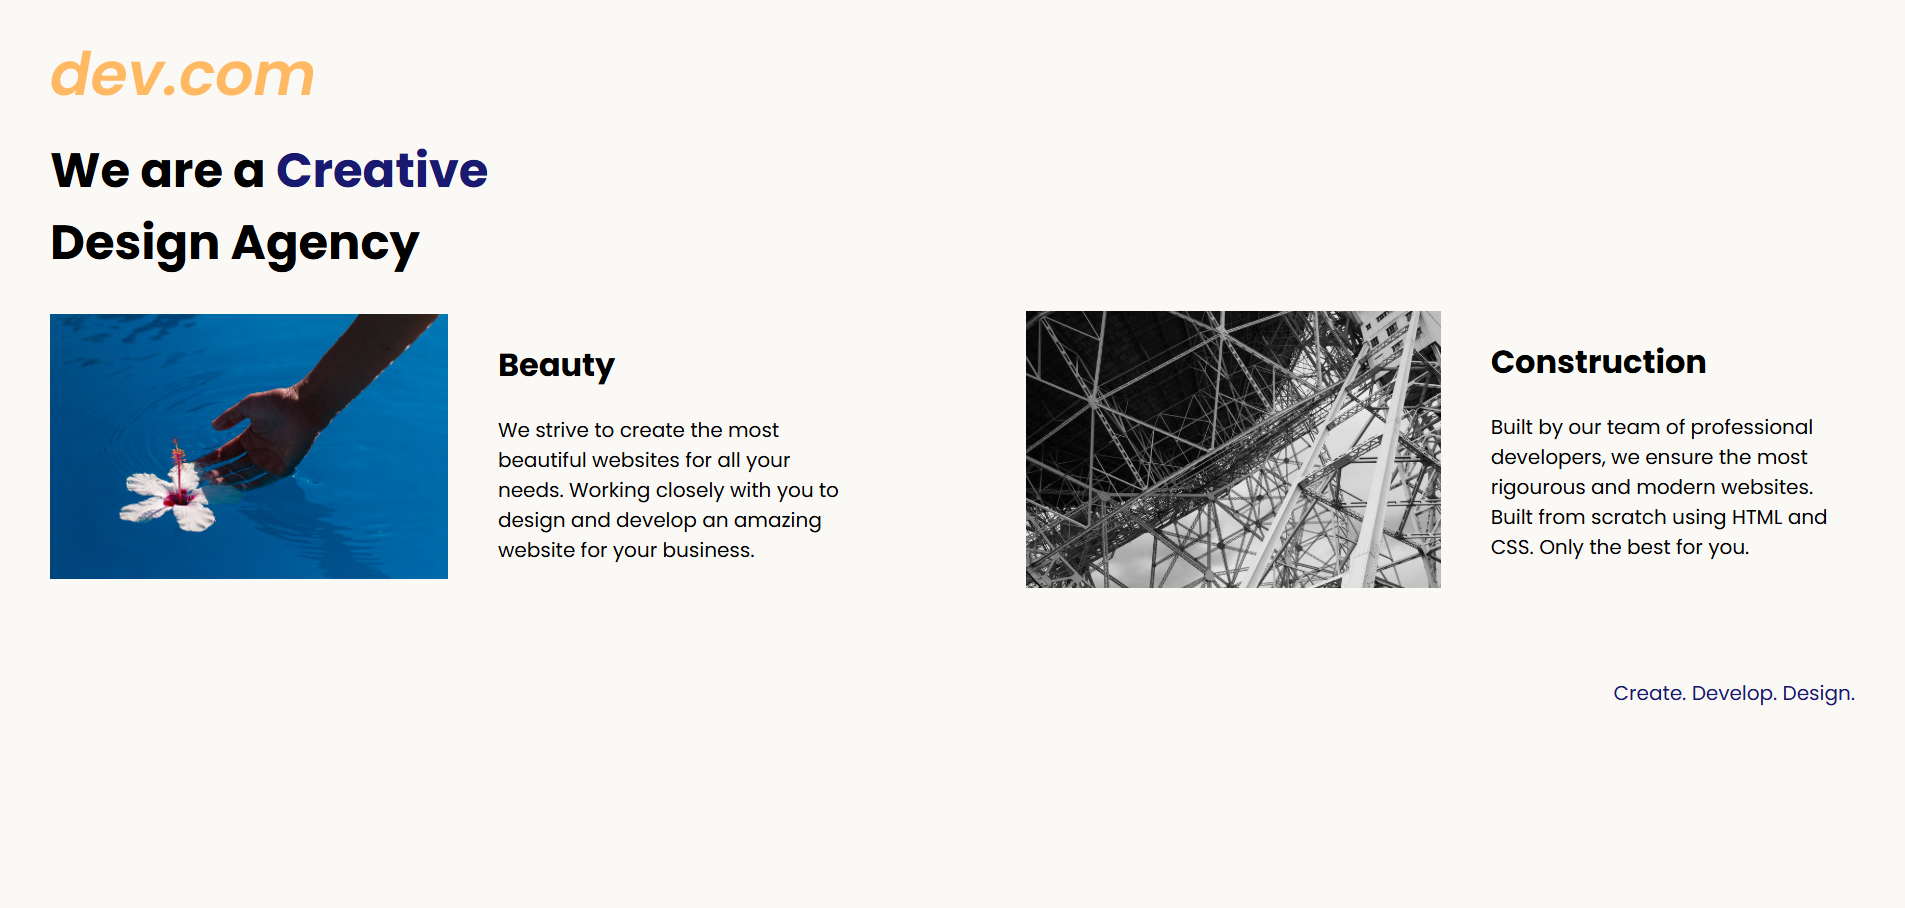 dev.com
We are a Creative
Design Agency
Beauty
We strive to create the most
beautiful websites for all your
needs. Working closely with you to
design and develop an amazing
website for your business.
Construction
Built by our team of professional
developers, we ensure the most
rigourous and modern websites.
Built from scratch using HTML and
CSS. Only the best for you.
Create. Develop. Design.